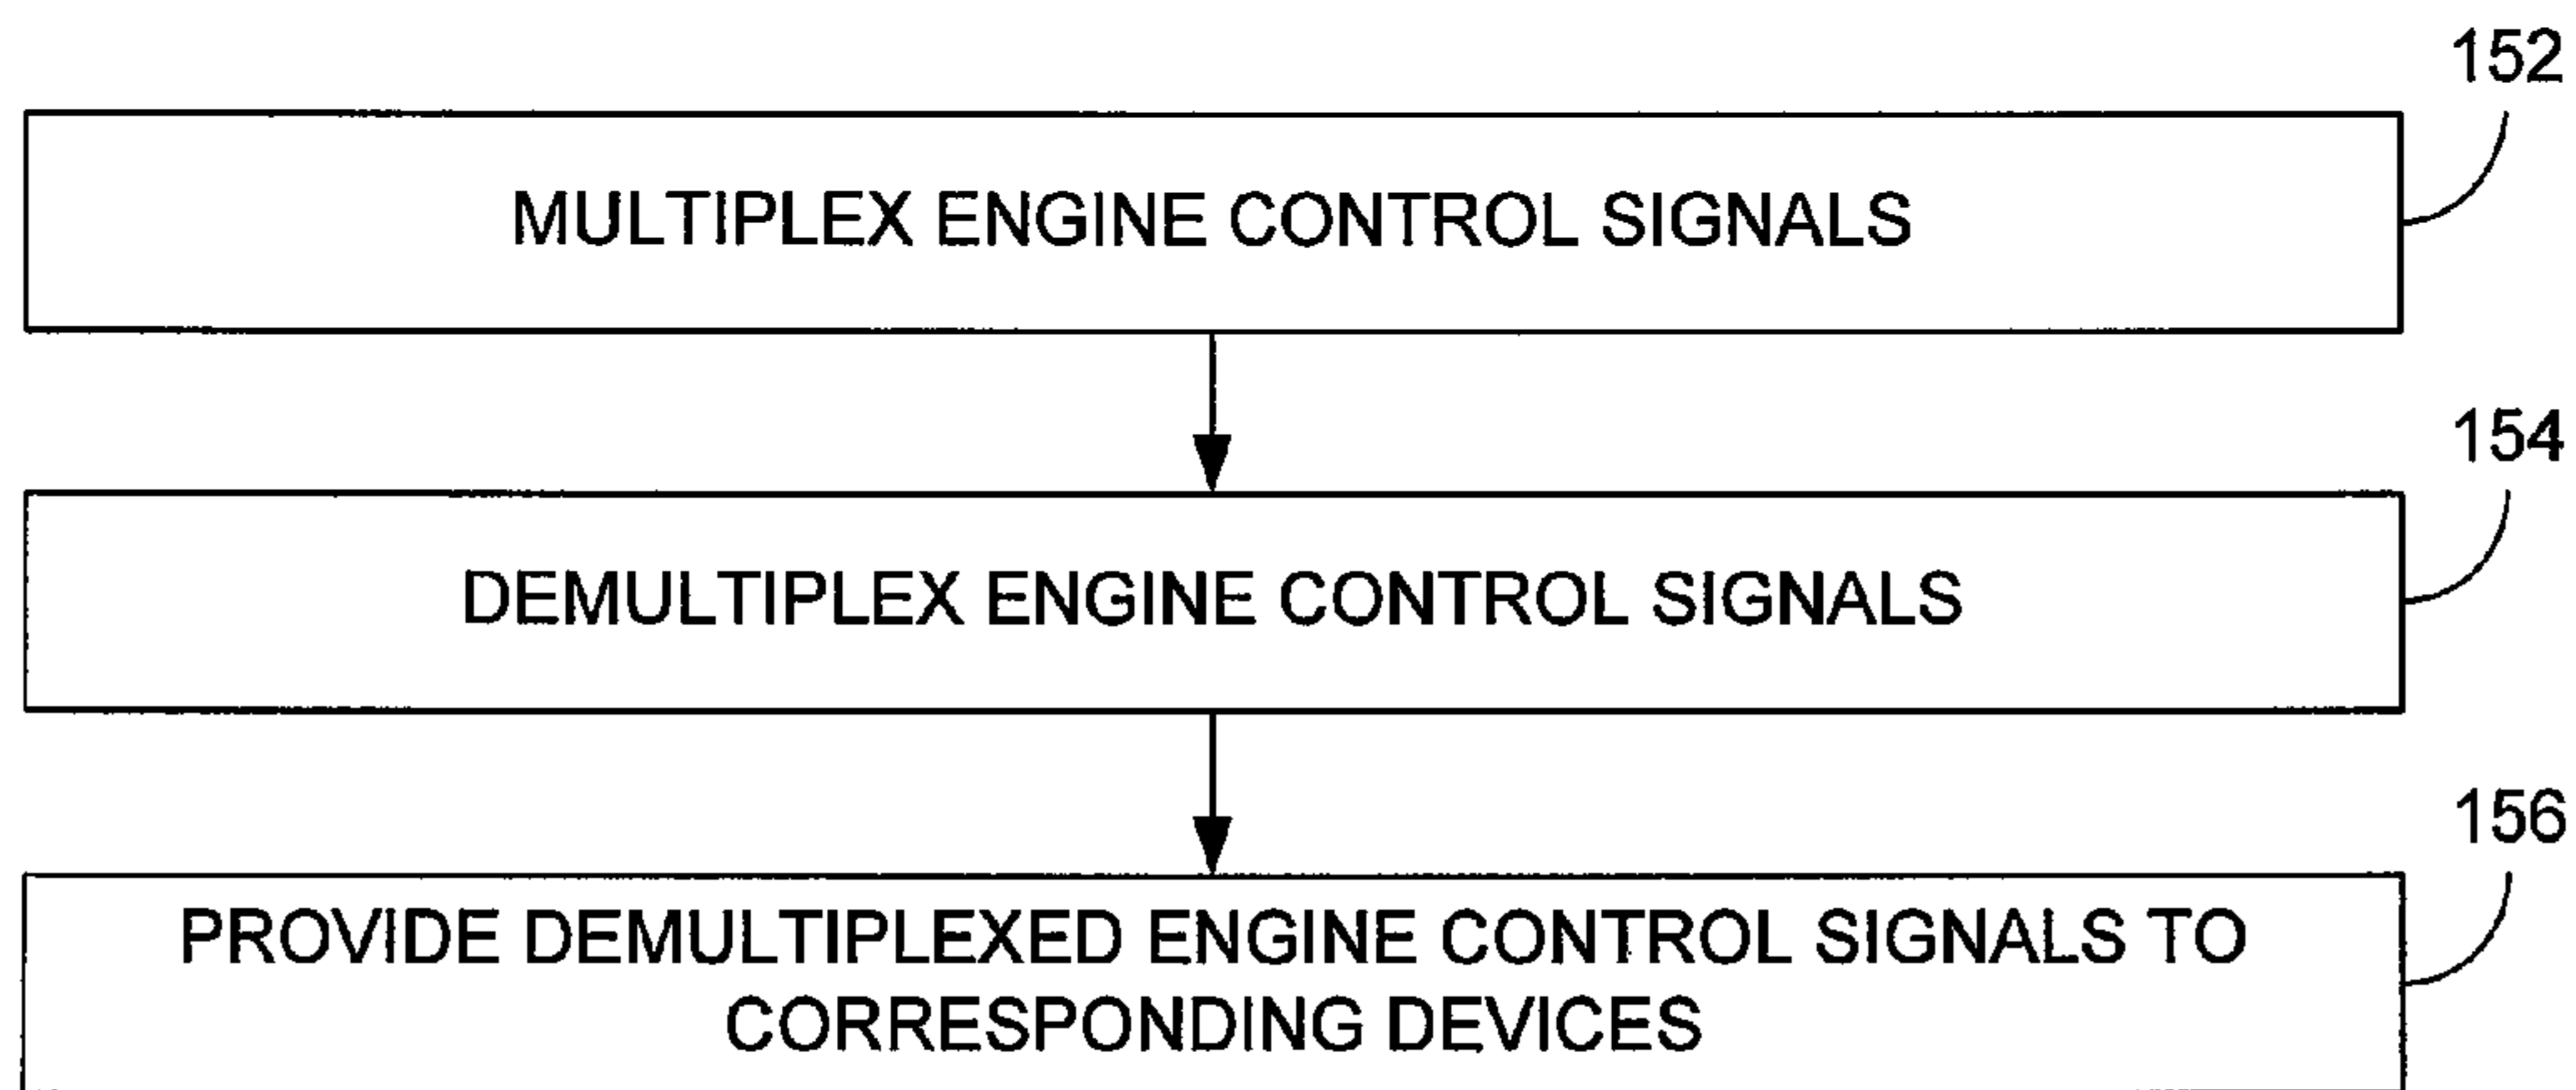 152
MULTIPLEX ENGINE CONTROL SIGNALS
154
DEMULTIPLEX ENGINE CONTROL SIGNALS
156
PROVIDE DEMULTIPLEXED ENGINE CONTROL SIGNALS TO
CORRESPONDING DEVICES